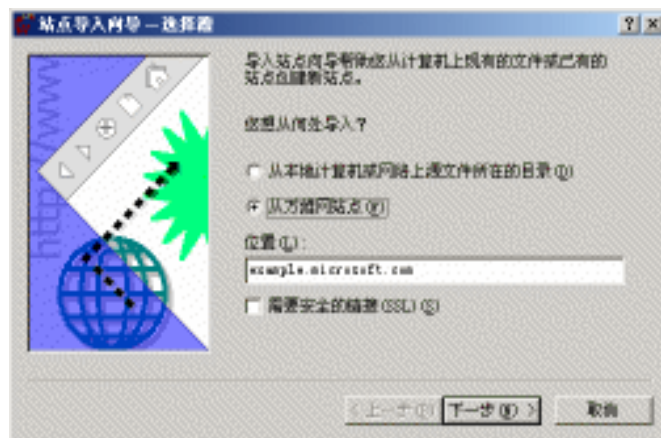 站点导入向导 — 选择源
http://www
导入站点向导帮助您从计算机上现有的文件或已有的
站点创建新站点。
您想从何处导入?
从本地计算机或网络上源文件所在的目录(D)
从万维网站点(W)
位置(L):
example.microsoft.com
需要安全的链接(SSL)(S)
<上一步(B)
下一步(N) >
取消